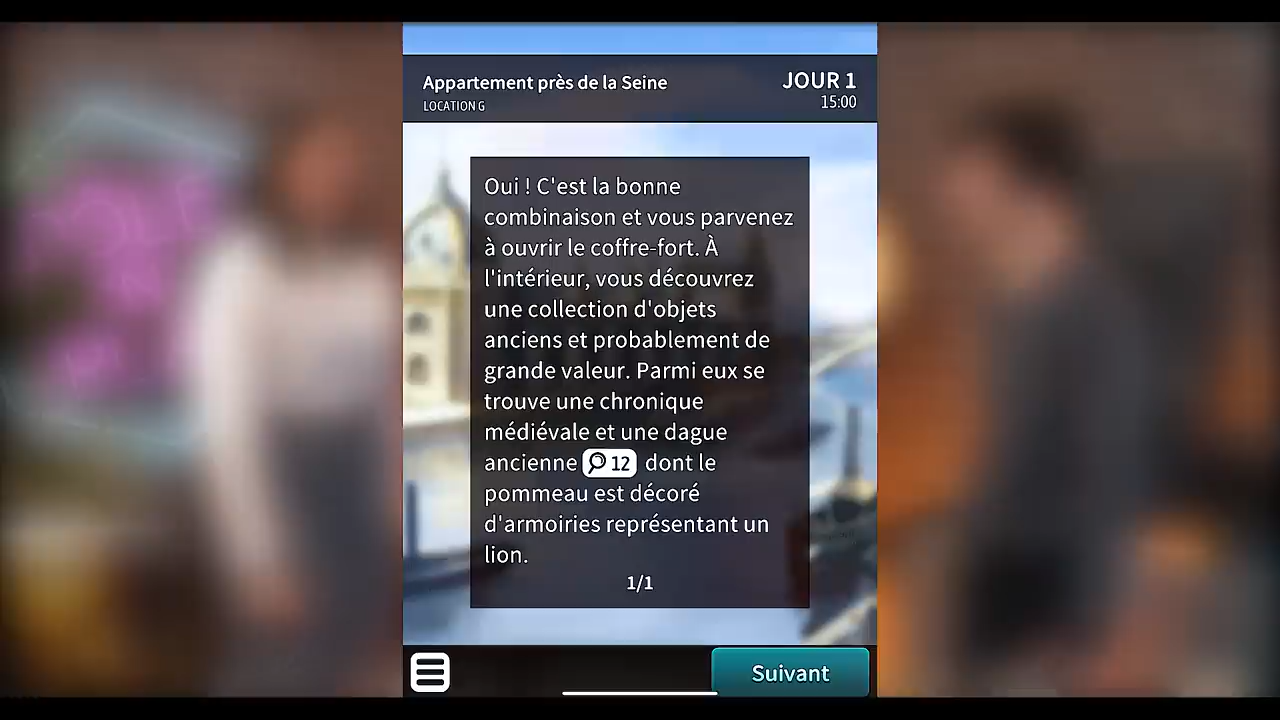 Appartement près de la Seine
JOUR 1
LOCATION G
15:00
Oui ! C'est la bonne
combinaison et vous parvenez
à ouvrir le coffre-fort. À
l'intérieur, vous découvrez
une collection d'objets
anciens et probablement de
grande valeur. Parmi eux se
trouve une chronique
médiévale et une dague
ancienne 12 dont le
pommeau est décoré
d'armoiries représentant un
lion.
1/1
Suivant